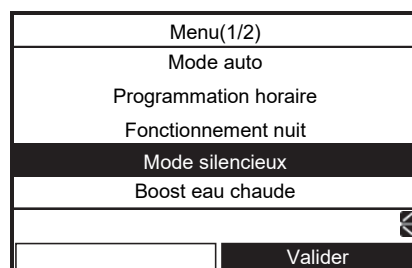 Menu(1/2)
Mode auto
Programmation horaire
Fonctionnement nuit
Mode silencieux
Boost eau chaude
Valider